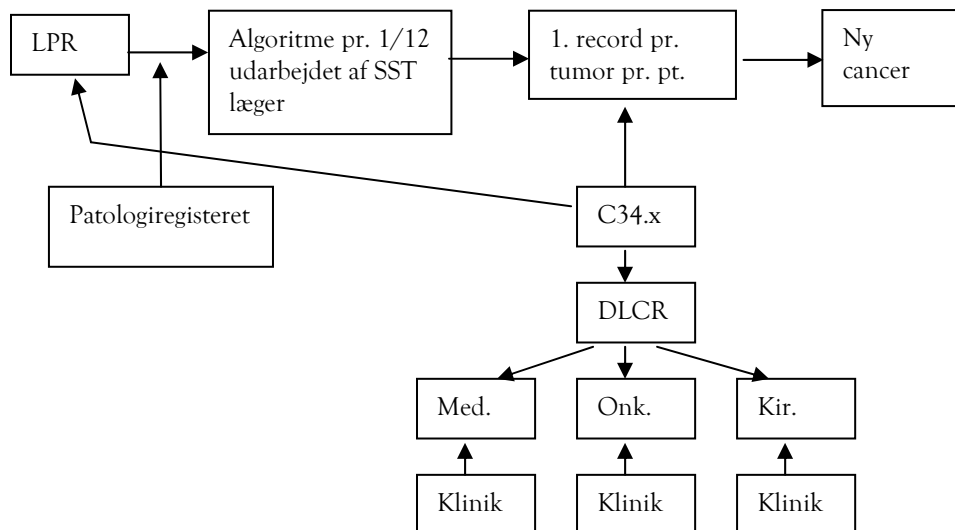 LPR
Algoritme pr. 1/12
udarbejdet af SST
læger
1. record pr.
tumor pr. pt.
Ny
cancer
Patologiregisteret
C34.x
DLCR
Med.
Onk.
Kir.
Klinik
Klinik
Klinik